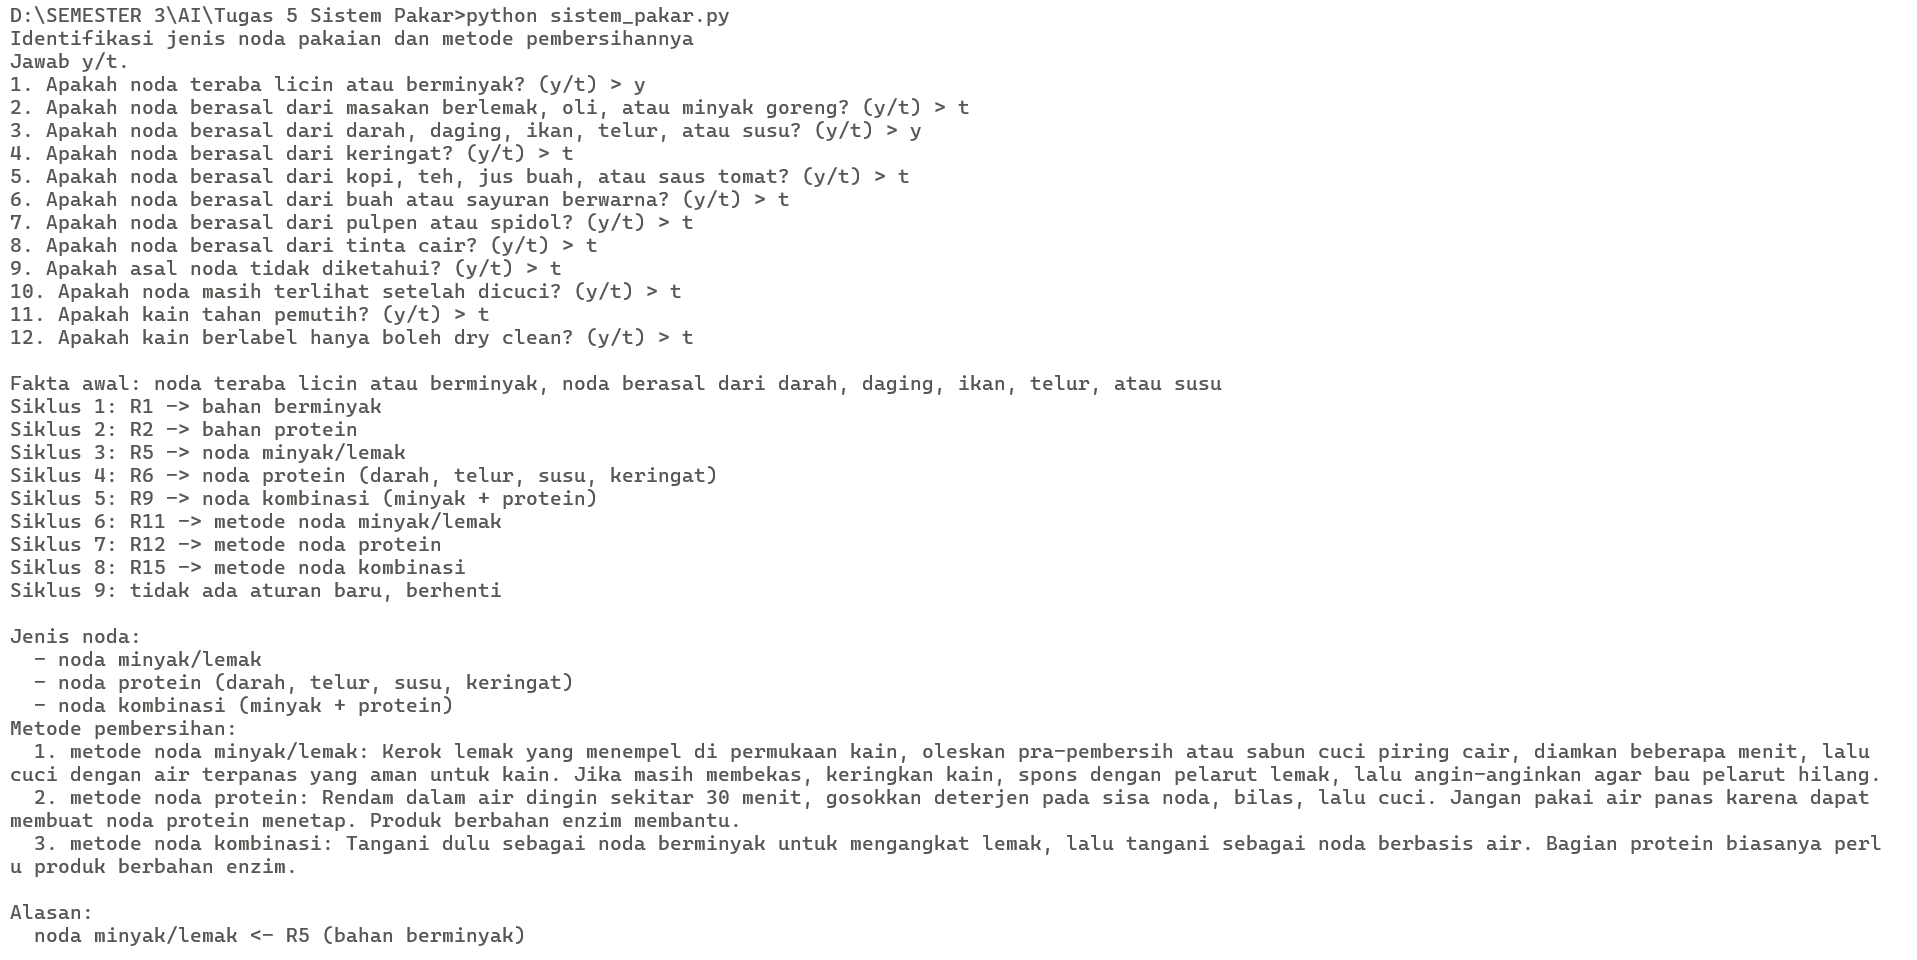 D:\SEMESTER 3\AI\Tugas 5 Sistem Pakar>python sistem_pakar.py
Identifikasi jenis noda pakaian dan metode pembersihannya
Jawab y/t.
1. Apakah noda teraba licin atau berminyak? (y/t) > y
2. Apakah noda berasal dari masakan berlemak, oli, atau minyak goreng? (y/t) > t
3. Apakah noda berasal dari darah, daging, ikan, telur, atau susu? (y/t) > y
4. Apakah noda berasal dari keringat? (y/t) > t
5. Apakah noda berasal dari kopi, teh, jus buah, atau saus tomat? (y/t) > t
6. Apakah noda berasal dari buah atau sayuran berwarna? (y/t) > t
7. Apakah noda berasal dari pulpen atau spidol? (y/t) > t
8. Apakah noda berasal dari tinta cair? (y/t) > t
9. Apakah asal noda tidak diketahui? (y/t) > t
10. Apakah noda masih terlihat setelah dicuci? (y/t) > t
11. Apakah kain tahan pemutih? (y/t) > t
12. Apakah kain berlabel hanya boleh dry clean? (y/t) > t

Fakta awal: noda teraba licin atau berminyak, noda berasal dari darah, daging, ikan, telur, atau susu
Siklus 1: R1 -> bahan berminyak
Siklus 2: R2 -> bahan protein
Siklus 3: R5 -> noda minyak/lemak
Siklus 4: R6 -> noda protein (darah, telur, susu, keringat)
Siklus 5: R9 -> noda kombinasi (minyak + protein)
Siklus 6: R11 -> metode noda minyak/lemak
Siklus 7: R12 -> metode noda protein
Siklus 8: R15 -> metode noda kombinasi
Siklus 9: tidak ada aturan baru, berhenti

Jenis noda:
  - noda minyak/lemak
  - noda protein (darah, telur, susu, keringat)
  - noda kombinasi (minyak + protein)
Metode pembersihan:
  1. metode noda minyak/lemak: Kerok lemak yang menempel di permukaan kain, oleskan pra-pembersih atau sabun cuci piring cair, diamkan beberapa menit, lalu
cuci dengan air terpanas yang aman untuk kain. Jika masih membekas, keringkan kain, spons dengan pelarut lemak, lalu angin-anginkan agar bau pelarut hilang.
  2. metode noda protein: Rendam dalam air dingin sekitar 30 menit, gosokkan deterjen pada sisa noda, bilas, lalu cuci. Jangan pakai air panas karena dapat
membuat noda protein menetap. Produk berbahan enzim membantu.
  3. metode noda kombinasi: Tangani dulu sebagai noda berminyak untuk mengangkat lemak, lalu tangani sebagai noda berbasis air. Bagian protein biasanya perl
u produk berbahan enzim.

Alasan:
  noda minyak/lemak <- R5 (bahan berminyak)